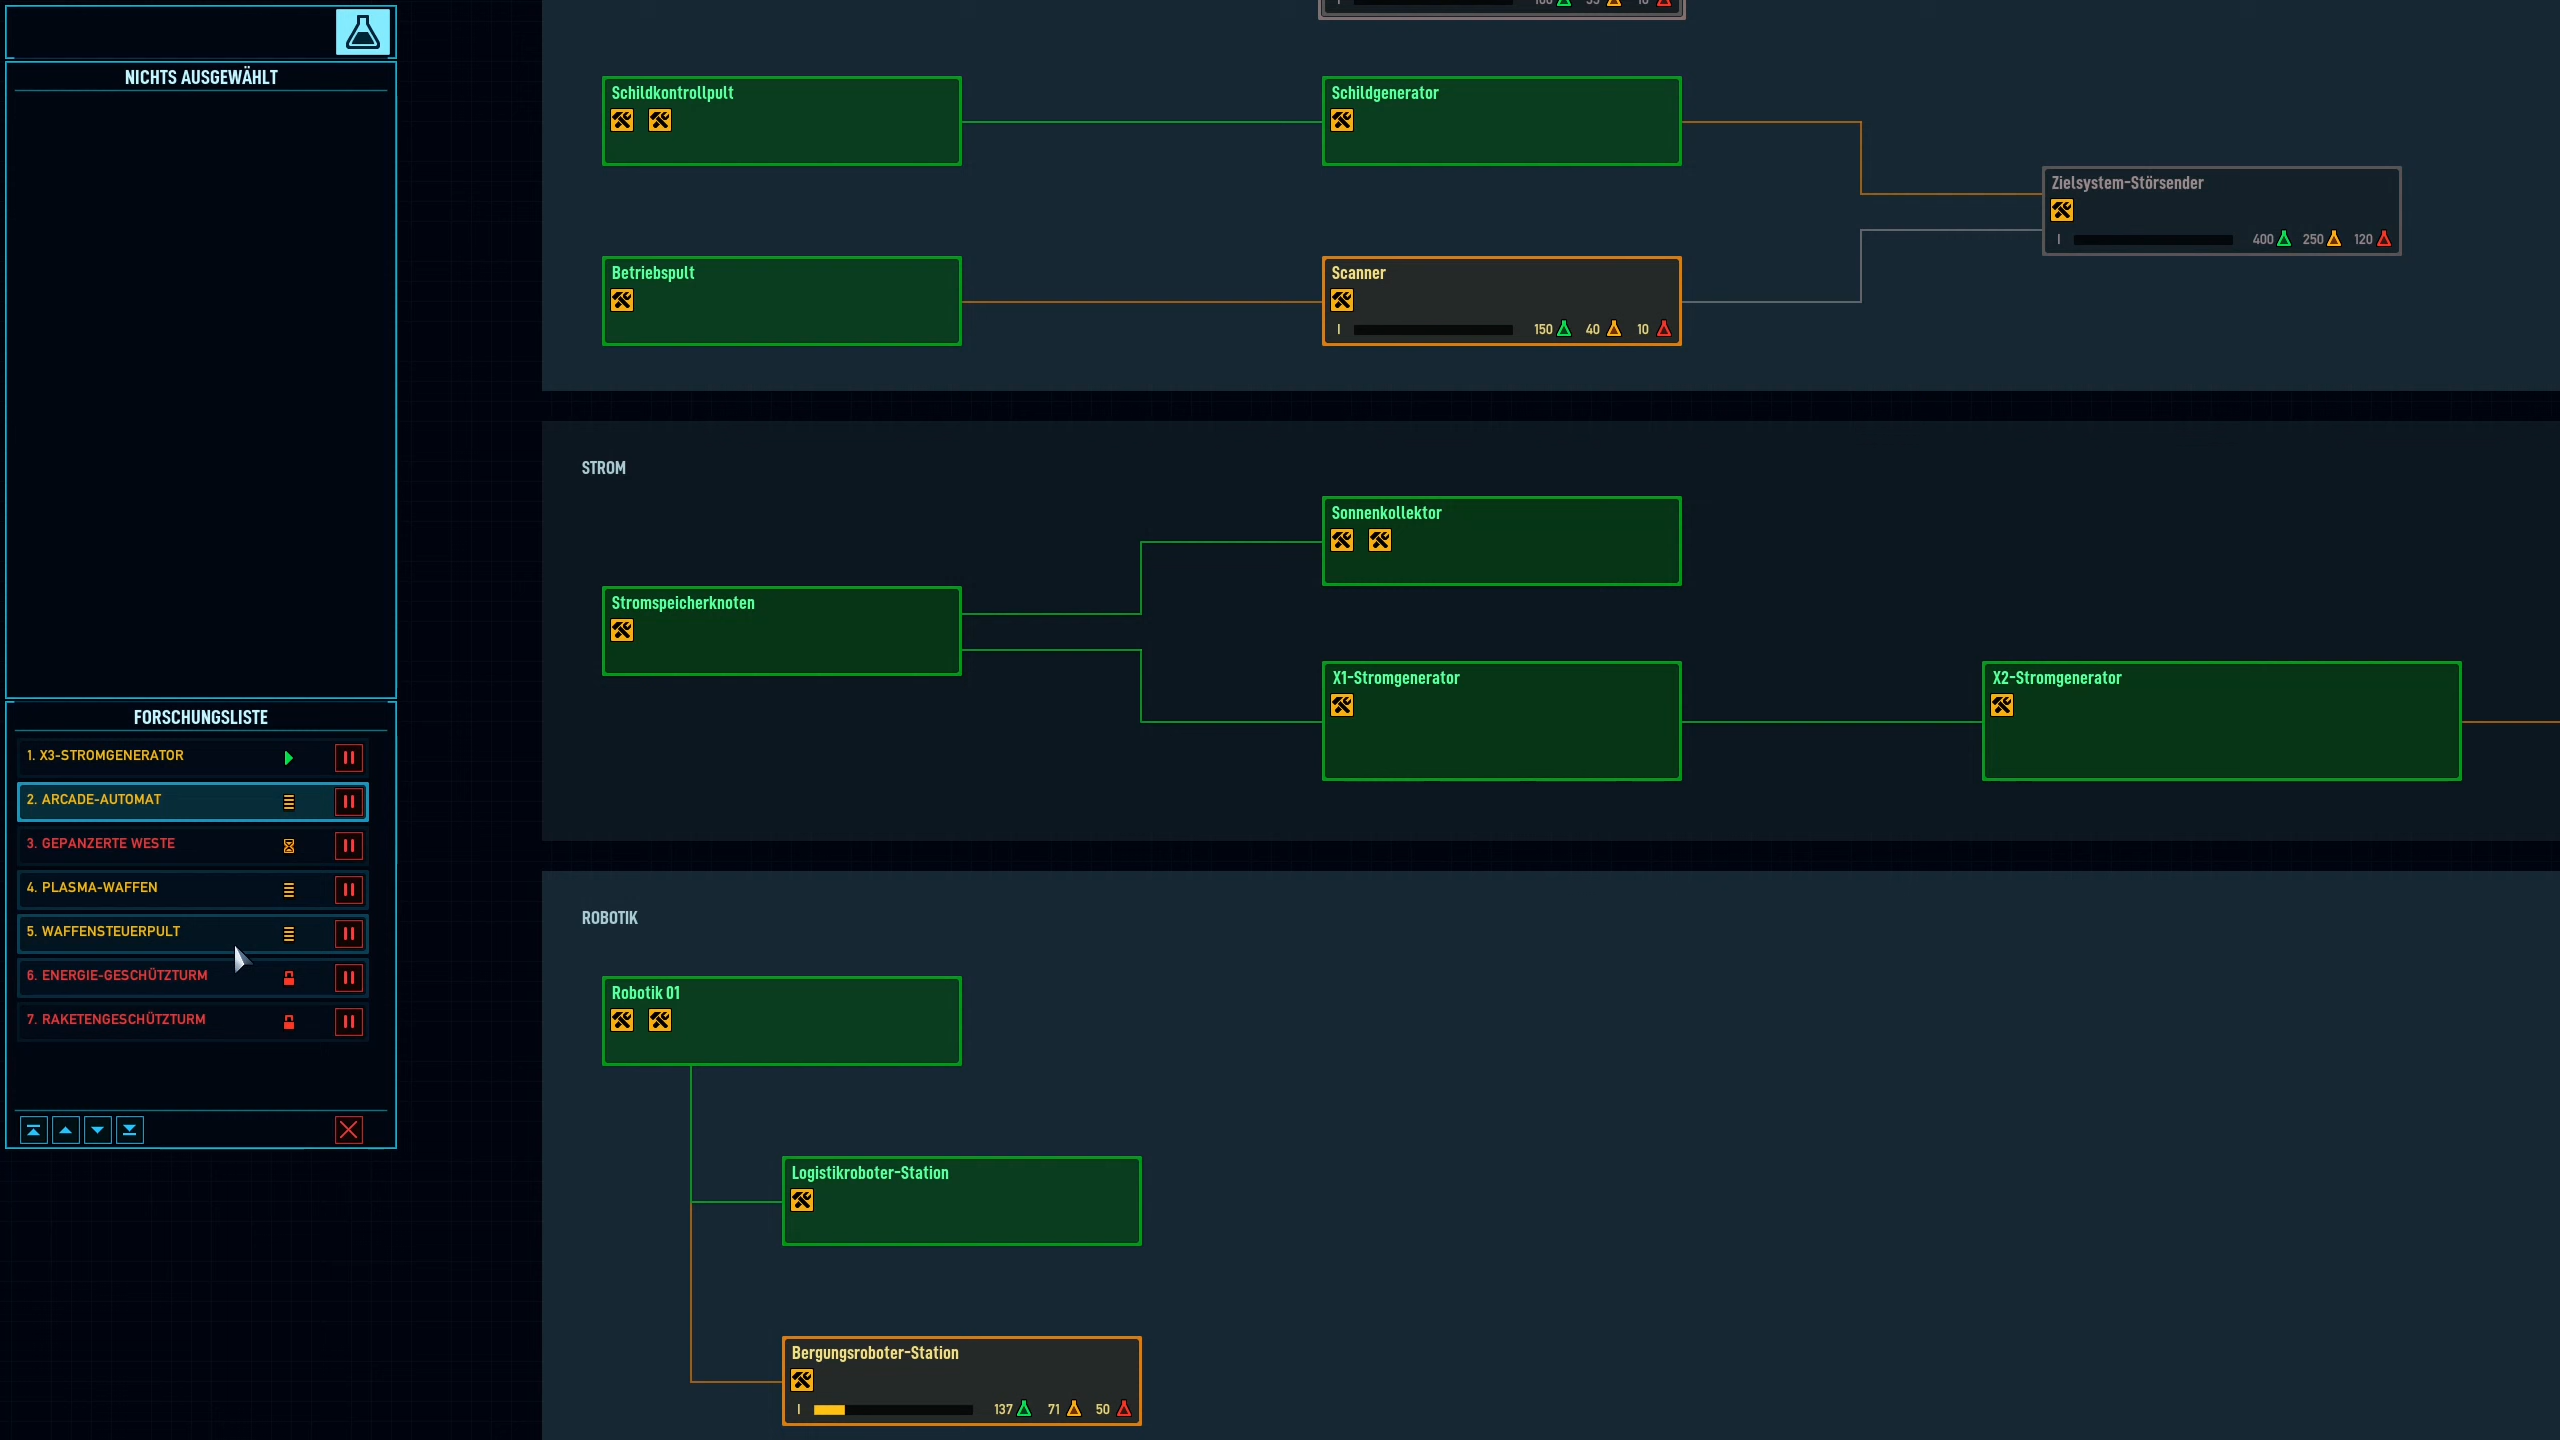 NICHTS AUSGEWÄHLT
Schildkontrollpult
Schildgenerator
Zielsystem-Störsender
I 400 250 120
Betriebspult
Scanner
I 150 40 10
STROM
Sonnenkollektor
Stromspeicherknoten
X1-Stromgenerator
X2-Stromgenerator
FORSCHUNGSLISTE
1. X3-STROMGENERATOR
2. ARCADE-AUTOMAT
3. GEPANZERTE WESTE
4. PLASMA-WAFFEN
5. WAFFENSTEUERPULT
6. ENERGIE-GESCHÜTZTURM
7. RAKETENGESCHÜTZTURM
ROBOTIK
Robotik 01
Logistikroboter-Station
Bergungsroboter-Station
I 137 71 50